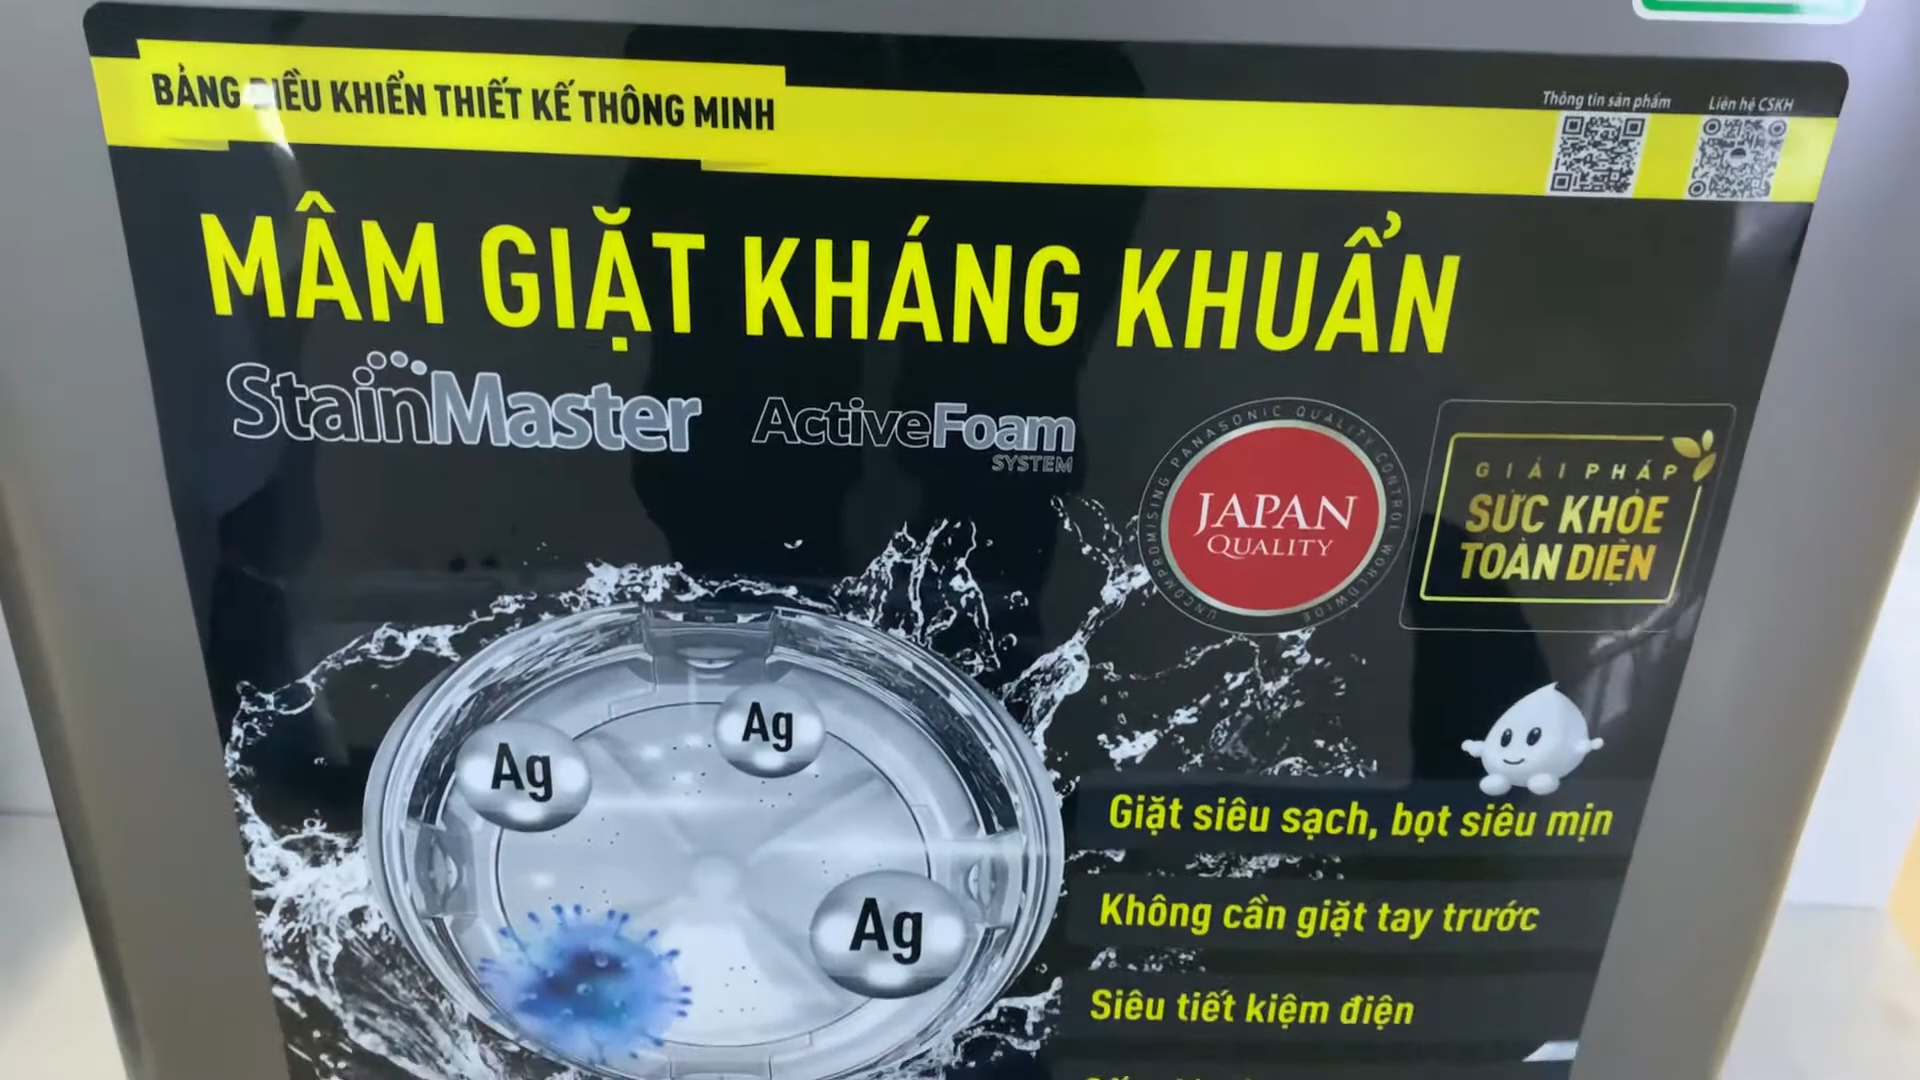 BẢNG ĐIỀU KHIỂN THIẾT KẾ THÔNG MINH
Thông tin sản phẩm
Liên hệ CSKH
MÂM GIẶT KHÁNG KHUẨN
StainMaster
ActiveFoam
SYSTEM
UNCOMPROMISING PANASONIC QUALITY CONTROL WORLDWIDE
JAPAN
QUALITY
GIẢI PHÁP
SỨC KHỎE
TOÀN DIỆN
Ag
Ag
Ag
Giặt siêu sạch, bọt siêu mịn
Không cần giặt tay trước
Siêu tiết kiệm điện